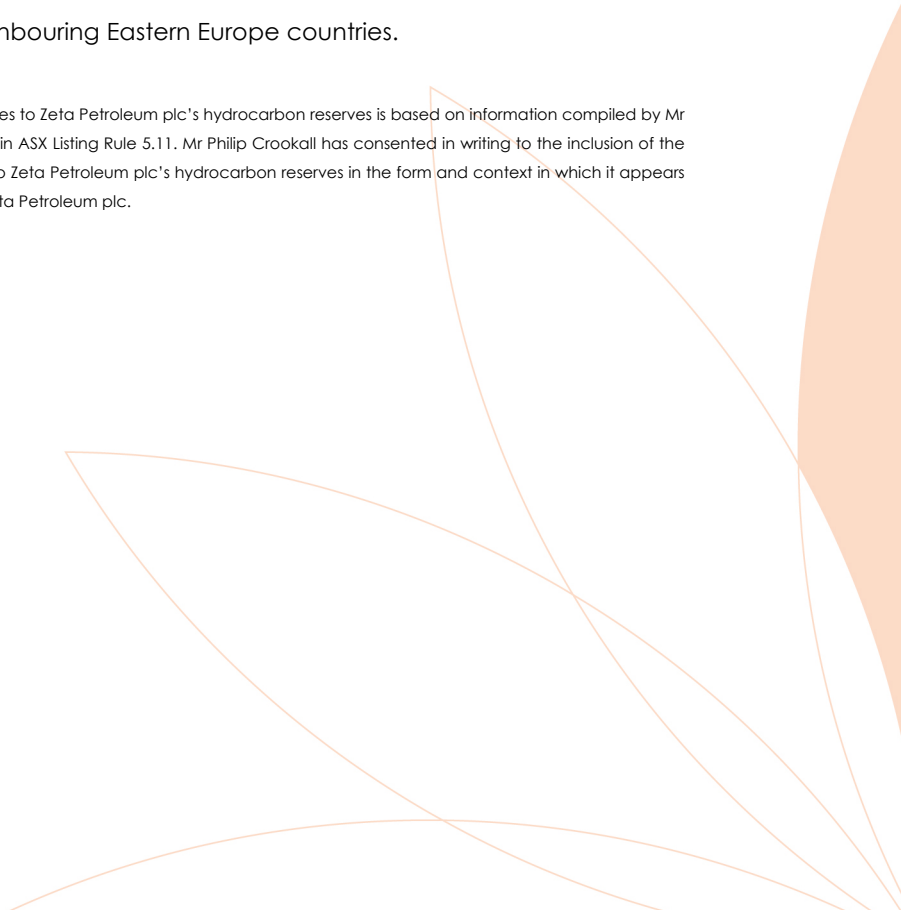 nbouring Eastern Europe countries.
es to Zeta Petroleum plc’s hydrocarbon reserves is based on information compiled by Mr
in ASX Listing Rule 5.11. Mr Philip Crookall has consented in writing to the inclusion of the
o Zeta Petroleum plc’s hydrocarbon reserves in the form and context in which it appears
ta Petroleum plc.